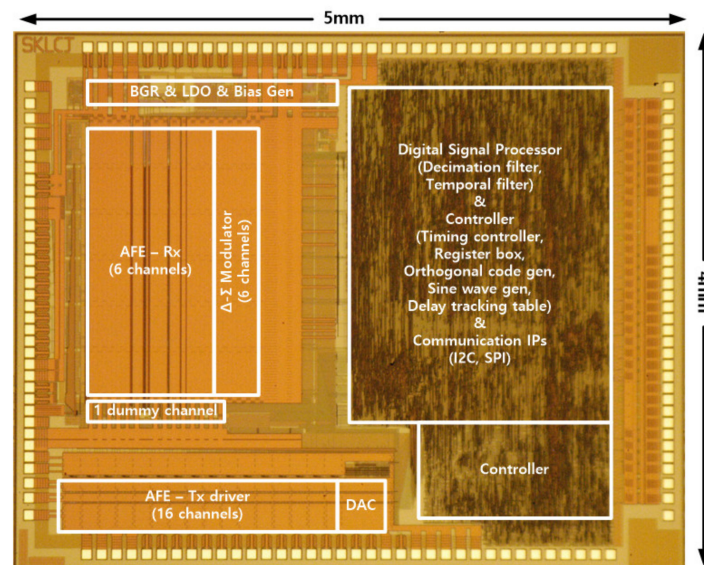 5mm
SKLCT
BGR & LDO & Bias Gen
Digital Signal Processor
(Decimation filter,
Temporal filter)
&
Controller
(Timing controller,
Register box,
Orthogonal code gen,
Sine wave gen,
Delay tracking table)
&
Communication IPs
(I2C, SPI)
AFE – Rx
(6 channels)
Δ-Σ Modulator
(6 channels)
4mm
1 dummy channel
Controller
AFE – Tx driver
(16 channels)
DAC